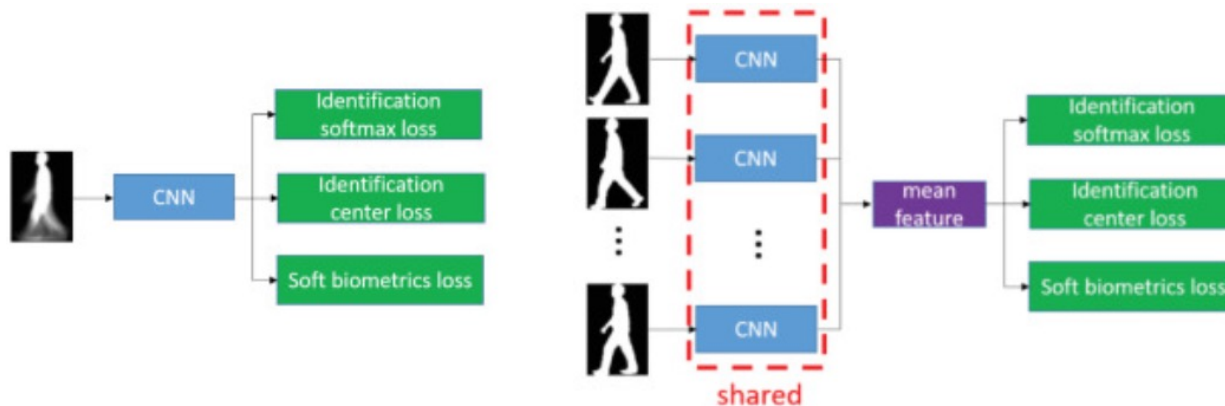 Identification
softmax loss
CNN
Identification
center loss
Soft biometrics loss
CNN
CNN
CNN
shared
mean
feature
Identification
softmax loss
Identification
center loss
Soft biometrics loss